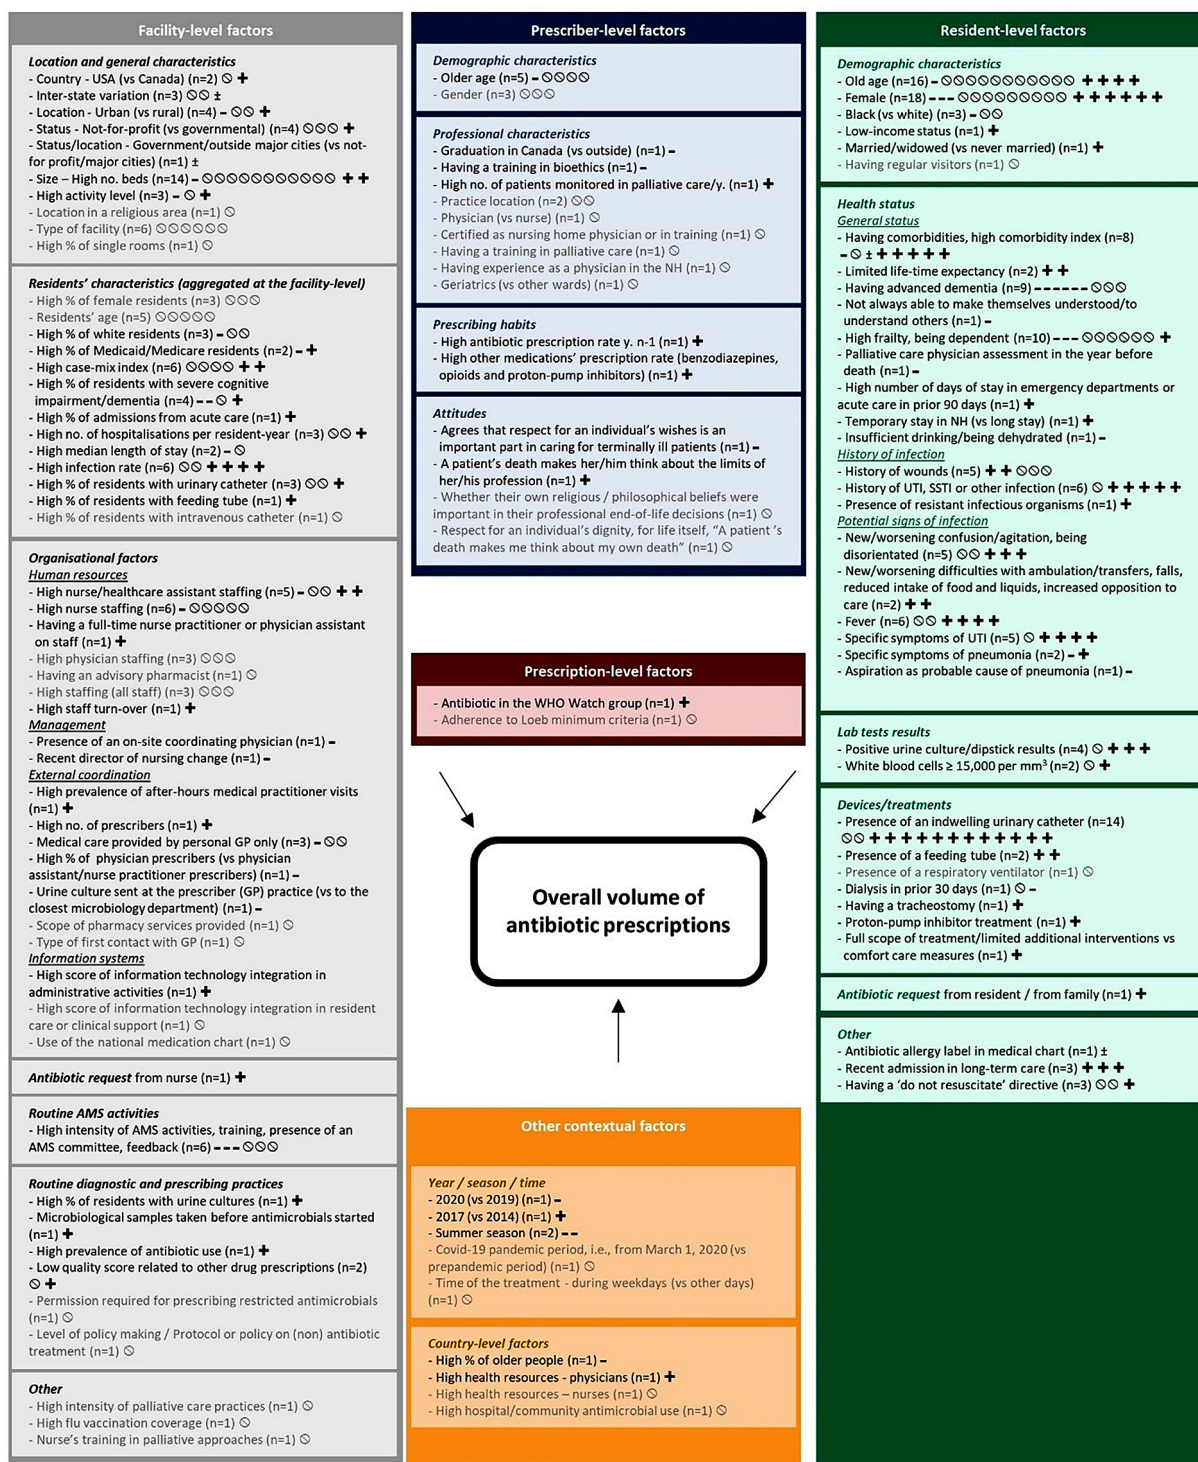 Facility-level factors
Location and general characteristics
- Country - USA (vs Canada) (n=2) ⍉ +
- Inter-state variation (n=3) ⍉⍉ ±
- Location - Urban (vs rural) (n=4) – ⍉⍉ +
- Status - Not-for-profit (vs governmental) (n=4) ⍉⍉⍉ +
- Status/location - Government/outside major cities (vs not-
for profit/major cities) (n=1) ±
- Size – High no. beds (n=14) – ⍉⍉⍉⍉⍉⍉⍉⍉⍉⍉⍉ + +
- High activity level (n=3) – ⍉ +
- Location in a religious area (n=1) ⍉
- Type of facility (n=6) ⍉⍉⍉⍉⍉⍉
- High % of single rooms (n=1) ⍉
Residents' characteristics (aggregated at the facility-level)
- High % of female residents (n=3) ⍉⍉⍉
- Residents' age (n=5) ⍉⍉⍉⍉⍉
- High % of white residents (n=3) – ⍉⍉
- High % of Medicaid/Medicare residents (n=2) – +
- High case-mix index (n=6) ⍉⍉⍉⍉ + +
- High % of residents with severe cognitive
impairment/dementia (n=4) – – ⍉ +
- High % of admissions from acute care (n=1) +
- High no. of hospitalisations per resident-year (n=3) ⍉⍉ +
- High median length of stay (n=2) – ⍉
- High infection rate (n=6) ⍉⍉ + + + +
- High % of residents with urinary catheter (n=3) ⍉⍉ +
- High % of residents with feeding tube (n=1) +
- High % of residents with intravenous catheter (n=1) ⍉
Organisational factors
Human resources
- High nurse/healthcare assistant staffing (n=5) – ⍉⍉ + +
- High nurse staffing (n=6) – ⍉⍉⍉⍉⍉
- Having a full-time nurse practitioner or physician assistant
on staff (n=1) +
- High physician staffing (n=3) ⍉⍉⍉
- Having an advisory pharmacist (n=1) ⍉
- High staffing (all staff) (n=3) ⍉⍉⍉
- High staff turn-over (n=1) +
Management
- Presence of an on-site coordinating physician (n=1) –
- Recent director of nursing change (n=1) –
External coordination
- High prevalence of after-hours medical practitioner visits
(n=1) +
- High no. of prescribers (n=1) +
- Medical care provided by personal GP only (n=3) – ⍉⍉
- High % of physician prescribers (vs physician
assistant/nurse practitioner prescribers) (n=1) –
- Urine culture sent at the prescriber (GP) practice (vs to the
closest microbiology department) (n=1) –
- Scope of pharmacy services provided (n=1) ⍉
- Type of first contact with GP (n=1) ⍉
Information systems
- High score of information technology integration in
administrative activities (n=1) +
- High score of information technology integration in resident
care or clinical support (n=1) ⍉
- Use of the national medication chart (n=1) ⍉
Antibiotic request from nurse (n=1) +
Routine AMS activities
- High intensity of AMS activities, training, presence of an
AMS committee, feedback (n=6) – – – ⍉⍉⍉
Routine diagnostic and prescribing practices
- High % of residents with urine cultures (n=1) +
- Microbiological samples taken before antimicrobials started
(n=1) +
- High prevalence of antibiotic use (n=1) +
- Low quality score related to other drug prescriptions (n=2)
⍉ +
- Permission required for prescribing restricted antimicrobials
(n=1) ⍉
- Level of policy making / Protocol or policy on (non) antibiotic
treatment (n=1) ⍉
Other
- High intensity of palliative care practices (n=1) ⍉
- High flu vaccination coverage (n=1) ⍉
- Nurse's training in palliative approaches (n=1) ⍉
Prescriber-level factors
Demographic characteristics
- Older age (n=5) – ⍉⍉⍉⍉
- Gender (n=3) ⍉⍉⍉
Professional characteristics
- Graduation in Canada (vs outside) (n=1) –
- Having a training in bioethics (n=1) –
- High no. of patients monitored in palliative care/y. (n=1) +
- Practice location (n=2) ⍉⍉
- Physician (vs nurse) (n=1) ⍉
- Certified as nursing home physician or in training (n=1) ⍉
- Having a training in palliative care (n=1) ⍉
- Having experience as a physician in the NH (n=1) ⍉
- Geriatrics (vs other wards) (n=1) ⍉
Prescribing habits
- High antibiotic prescription rate y. n-1 (n=1) +
- High other medications' prescription rate (benzodiazepines,
opioids and proton-pump inhibitors) (n=1) +
Attitudes
- Agrees that respect for an individual's wishes is an
important part in caring for terminally ill patients (n=1) –
- A patient's death makes her/him think about the limits of
her/his profession (n=1) +
- Whether their own religious / philosophical beliefs were
important in their professional end-of-life decisions (n=1) ⍉
- Respect for an individual's dignity, for life itself, "A patient 's
death makes me think about my own death" (n=1) ⍉
Prescription-level factors
- Antibiotic in the WHO Watch group (n=1) +
- Adherence to Loeb minimum criteria (n=1) ⍉
Overall volume of
antibiotic prescriptions
Other contextual factors
Year / season / time
- 2020 (vs 2019) (n=1) –
- 2017 (vs 2014) (n=1) +
- Summer season (n=2) – –
- Covid-19 pandemic period, i.e., from March 1, 2020 (vs
prepandemic period) (n=1) ⍉
- Time of the treatment - during weekdays (vs other days)
(n=1) ⍉
Country-level factors
- High % of older people (n=1) –
- High health resources - physicians (n=1) +
- High health resources – nurses (n=1) ⍉
- High hospital/community antimicrobial use (n=1) ⍉
Resident-level factors
Demographic characteristics
- Old age (n=16) – ⍉⍉⍉⍉⍉⍉⍉⍉⍉⍉⍉ + + + +
- Female (n=18) – – – ⍉⍉⍉⍉⍉⍉⍉⍉⍉ + + + + + +
- Black (vs white) (n=3) – ⍉⍉
- Low-income status (n=1) +
- Married/widowed (vs never married) (n=1) +
- Having regular visitors (n=1) ⍉
Health status
General status
- Having comorbidities, high comorbidity index (n=8)
– ⍉ ± + + + + +
- Limited life-time expectancy (n=2) + +
- Having advanced dementia (n=9) – – – – – – ⍉⍉⍉
- Not always able to make themselves understood/to
understand others (n=1) –
- High frailty, being dependent (n=10) – – – ⍉⍉⍉⍉⍉⍉ +
- Palliative care physician assessment in the year before
death (n=1) –
- High number of days of stay in emergency departments or
acute care in prior 90 days (n=1) +
- Temporary stay in NH (vs long stay) (n=1) +
- Insufficient drinking/being dehydrated (n=1) –
History of infection
- History of wounds (n=5) + + ⍉⍉⍉
- History of UTI, SSTI or other infection (n=6) ⍉ + + + + +
- Presence of resistant infectious organisms (n=1) +
Potential signs of infection
- New/worsening confusion/agitation, being
disorientated (n=5) ⍉⍉ + + +
- New/worsening difficulties with ambulation/transfers, falls,
reduced intake of food and liquids, increased opposition to
care (n=2) + +
- Fever (n=6) ⍉⍉ + + + +
- Specific symptoms of UTI (n=5) ⍉ + + + +
- Specific symptoms of pneumonia (n=2) – +
- Aspiration as probable cause of pneumonia (n=1) –
Lab tests results
- Positive urine culture/dipstick results (n=4) ⍉ + + +
- White blood cells ≥ 15,000 per mm³ (n=2) ⍉ +
Devices/treatments
- Presence of an indwelling urinary catheter (n=14)
⍉⍉ + + + + + + + + + + + +
- Presence of a feeding tube (n=2) + +
- Presence of a respiratory ventilator (n=1) ⍉
- Dialysis in prior 30 days (n=1) ⍉ –
- Having a tracheostomy (n=1) +
- Proton-pump inhibitor treatment (n=1) +
- Full scope of treatment/limited additional interventions vs
comfort care measures (n=1) +
Antibiotic request from resident / from family (n=1) +
Other
- Antibiotic allergy label in medical chart (n=1) ±
- Recent admission in long-term care (n=3) + + +
- Having a 'do not resuscitate' directive (n=3) ⍉⍉ +